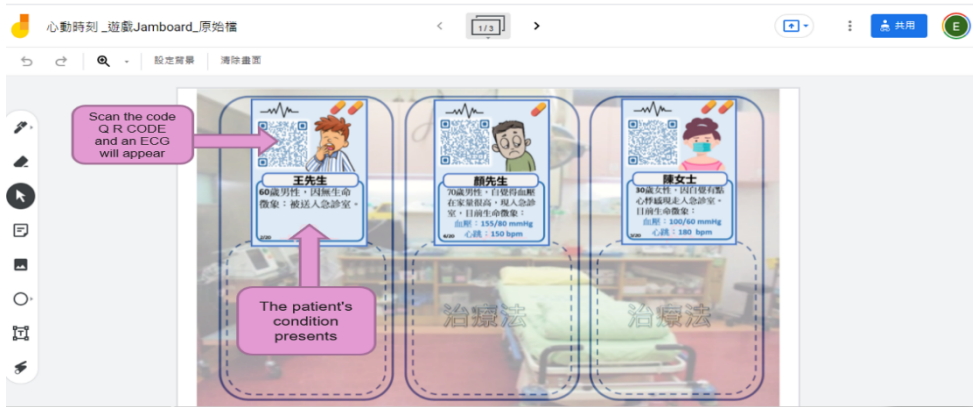 心動時刻_遊戲Jamboard_原始檔
1/3
共用
E
設定背景
清除畫面
Scan the code
Q R CODE
and an ECG
will appear
王先生
60歲男性，因無生命
徵象；被送入急診室。
3/20
The patient's
condition
presents
顏先生
70歲男性，自覺得血壓
在家量很高，現入急診
室，目前生命徵象：
血壓：155/80 mmHg
心跳：150 bpm
4/20
治療法
陳女士
30歲女性，因自覺有點
心悸感現走入急診室。
目前生命徵象：
血壓：100/60 mmHg
心跳：180 bpm
治療法